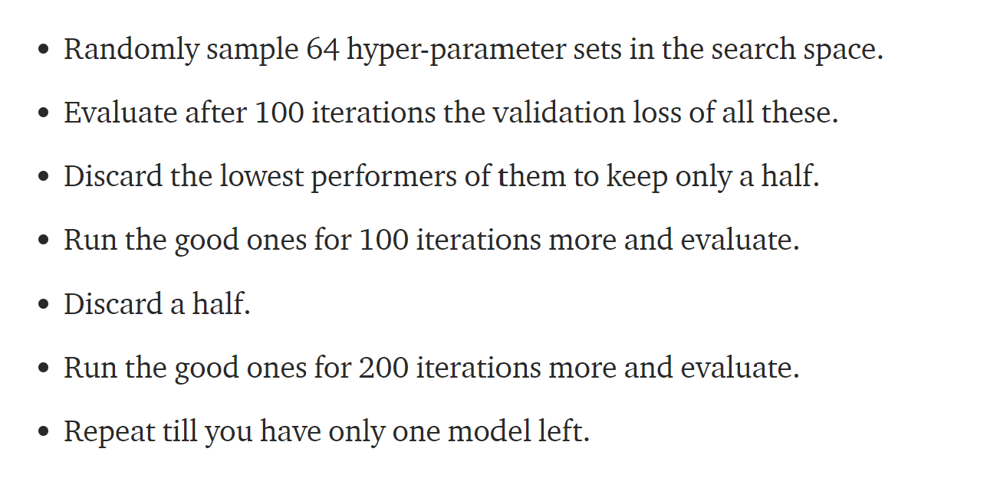 • Randomly sample 64 hyper-parameter sets in the search space.
• Evaluate after 100 iterations the validation loss of all these.
• Discard the lowest performers of them to keep only a half.
• Run the good ones for 100 iterations more and evaluate.
• Discard a half.
• Run the good ones for 200 iterations more and evaluate.
• Repeat till you have only one model left.